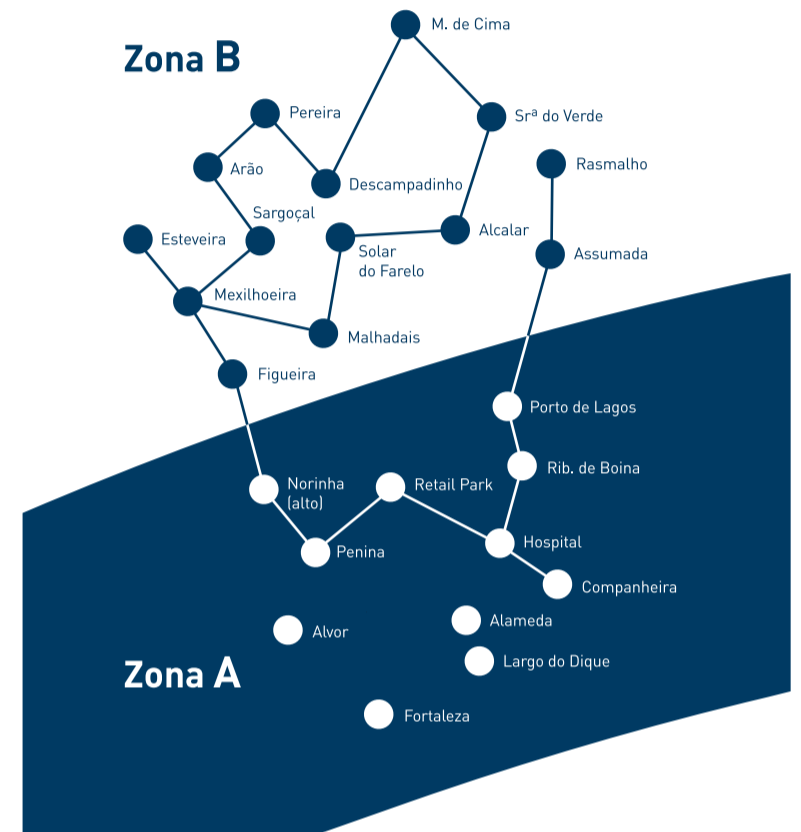 M. de Cima
Zona B
Pereira
Srª do Verde
Arão
Rasmalho
Descampadinho
Sargoçal
Esteveira
Alcalar
Solar
do Farelo
Assumada
Mexilhoeira
Malhadais
Figueira
Porto de Lagos
Rib. de Boina
Norinha
(alto)
Retail Park
Penina
Hospital
Companheira
Alvor
Alameda
Largo do Dique
Zona A
Fortaleza